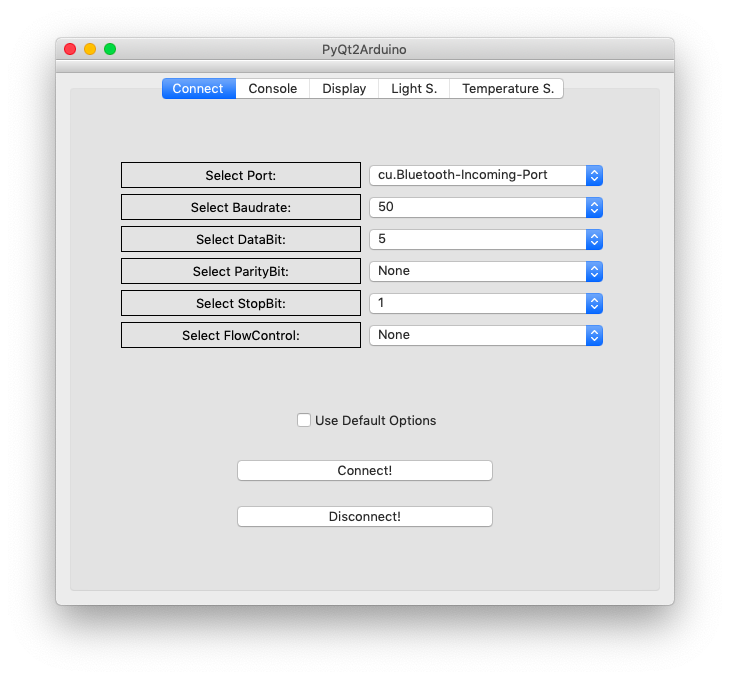 PyQt2Arduino
Connect Console Display Light S. Temperature S.
Select Port: cu.Bluetooth-Incoming-Port
Select Baudrate: 50
Select DataBit: 5
Select ParityBit: None
Select StopBit: 1
Select FlowControl: None
Use Default Options
Connect!
Disconnect!